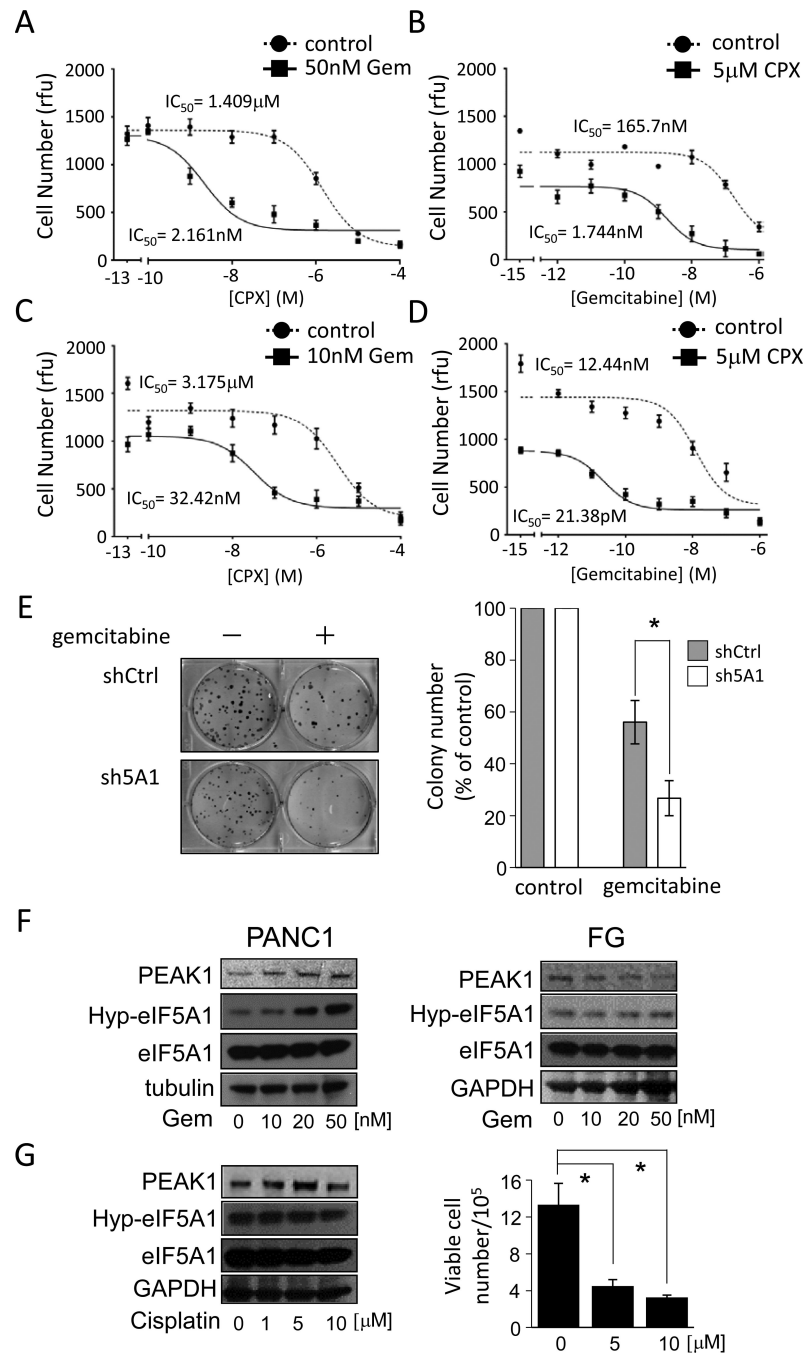 A
control
50nM Gem
Cell Number (rfu)
2000
1500
1000
500
0
IC50= 1.409μM
IC50= 2.161nM
-13 -10 -8 -6 -4
[CPX] (M)
B
control
5μM CPX
Cell Number (rfu)
2000
1500
1000
500
0
IC50= 165.7nM
IC50= 1.744nM
-15 -12 -10 -8 -6
[Gemcitabine] (M)
C
control
10nM Gem
Cell Number (rfu)
2000
1500
1000
500
0
IC50= 3.175μM
IC50= 32.42nM
-13 -10 -8 -6 -4
[CPX] (M)
D
control
5μM CPX
Cell Number (rfu)
2000
1500
1000
500
0
IC50= 12.44nM
IC50= 21.38pM
-15 -12 -10 -8 -6
[Gemcitabine] (M)
E
gemcitabine − +
shCtrl
sh5A1
Colony number
(% of control)
100
80
60
40
20
0
*
shCtrl
sh5A1
control gemcitabine
F
PANC1
PEAK1
Hyp-eIF5A1
eIF5A1
tubulin
Gem 0 10 20 50 [nM]
FG
PEAK1
Hyp-eIF5A1
eIF5A1
GAPDH
Gem 0 10 20 50 [nM]
G
PEAK1
Hyp-eIF5A1
eIF5A1
GAPDH
Cisplatin 0 1 5 10 [μM]
Viable cell
number/10^5
16
12
8
4
0
* *
0 5 10 [μM]